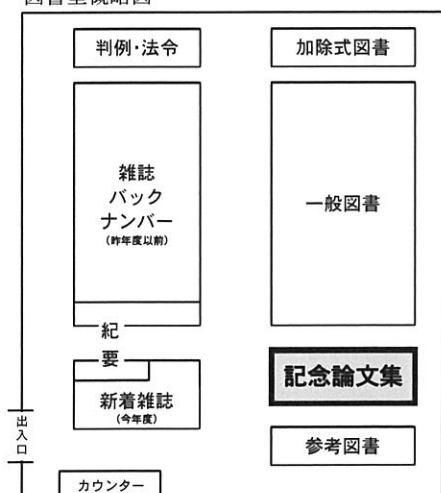 図書室概略図
判例・法令
加除式図書
雑誌
バック
ナンバー
(昨年度以前)
一般図書
紀
要
新着雑誌
(今年度)
記念論文集
参考図書
出入口
カウンター